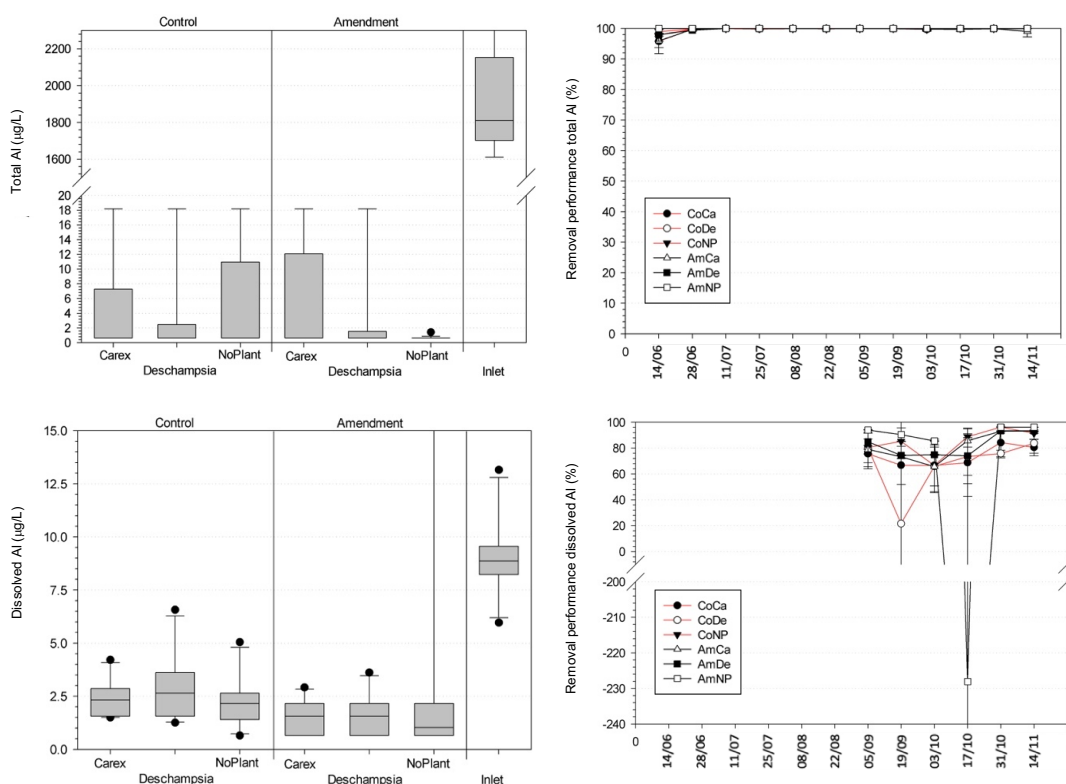 Control Amendment
Total Al (µg/L)
2200
2000
1800
1600
20
18
16
14
12
10
8
6
4
2
0
Carex NoPlant Carex NoPlant
Deschampsia Deschampsia Inlet
Removal performance total Al (%)
100
90
80
70
60
50
40
30
20
10
0
CoCa
CoDe
CoNP
AmCa
AmDe
AmNP
0 14/06 28/06 11/07 25/07 08/08 22/08 05/09 19/09 03/10 17/10 31/10 14/11
Control Amendment
Dissolved Al (µg/L)
15.0
12.5
10.0
7.5
5.0
2.5
0.0
Carex NoPlant Carex NoPlant
Deschampsia Deschampsia Inlet
Removal performance dissolved Al (%)
100
80
60
40
20
0
-200
-210
-220
-230
-240
CoCa
CoDe
CoNP
AmCa
AmDe
AmNP
14/06 28/06 11/07 25/07 08/08 22/08 05/09 19/09 03/10 17/10 31/10 14/11